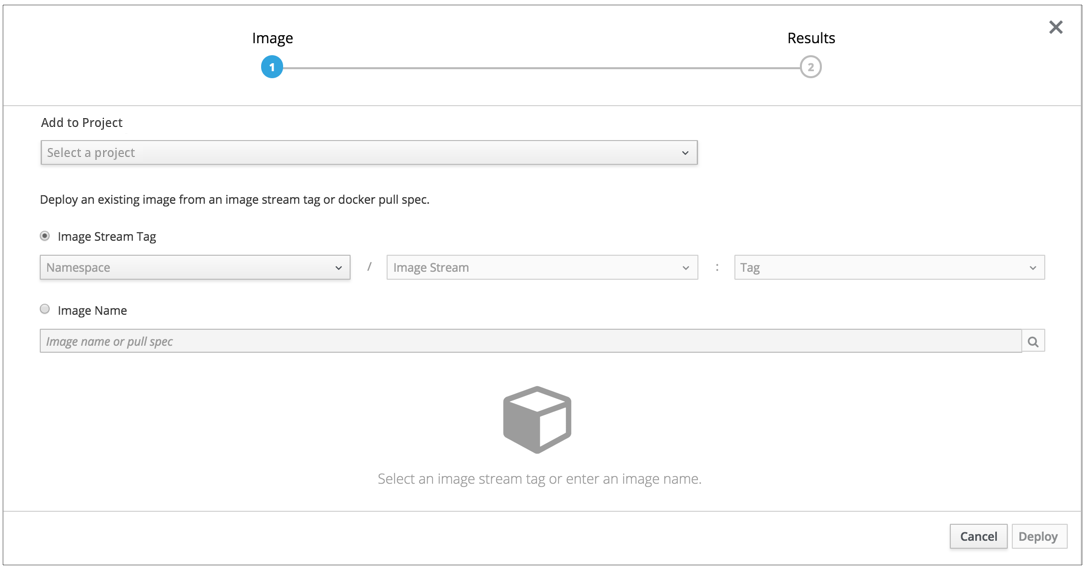 Image
Results
1
2
Add to Project
Select a project
Deploy an existing image from an image stream tag or docker pull spec.
Image Stream Tag
Namespace / Image Stream : Tag
Image Name
Image name or pull spec
Select an image stream tag or enter an image name.
Cancel Deploy